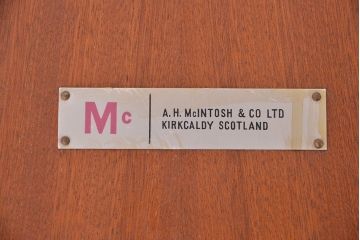 Mc
A.H. McINTOSH & CO LTD
KIRKCALDY SCOTLAND